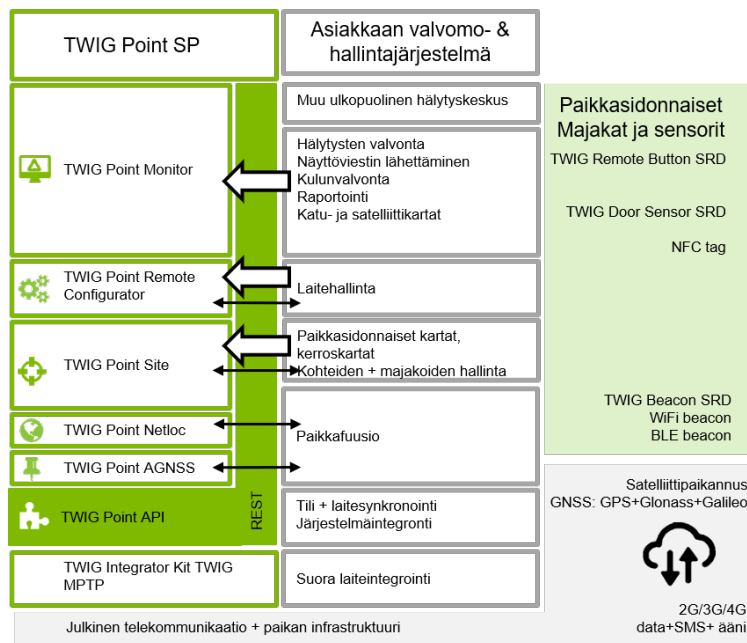 TWIG Point SP
Asiakkaan valvomo- &
hallintajärjestelmä
Muu ulkopuolinen hälytyskeskus
TWIG Point Monitor
Hälytysten valvonta
Näyttöviestin lähettäminen
Kulunvalvonta
Raportointi
Katu- ja satelliittikartat
TWIG Point Remote
Configurator
Laitehallinta
TWIG Point Site
Paikkasidonnaiset kartat,
kerroskartat
Kohteiden + majakoiden hallinta
TWIG Point Netloc
Paikkafuusio
TWIG Point AGNSS
TWIG Point API
REST
Tili + laitesynkronointi
Järjestelmäintegronti
TWIG Integrator Kit TWIG
MPTP
Suora laiteintegrointi
Julkinen telekommunikaatio + paikan infrastruktuuri
Paikkasidonnaiset
Majakat ja sensorit
TWIG Remote Button SRD
TWIG Door Sensor SRD
NFC tag
TWIG Beacon SRD
WiFi beacon
BLE beacon
Satelliittipaikannus
GNSS: GPS+Glonass+Galileo
2G/3G/4G
data+SMS+ ääni